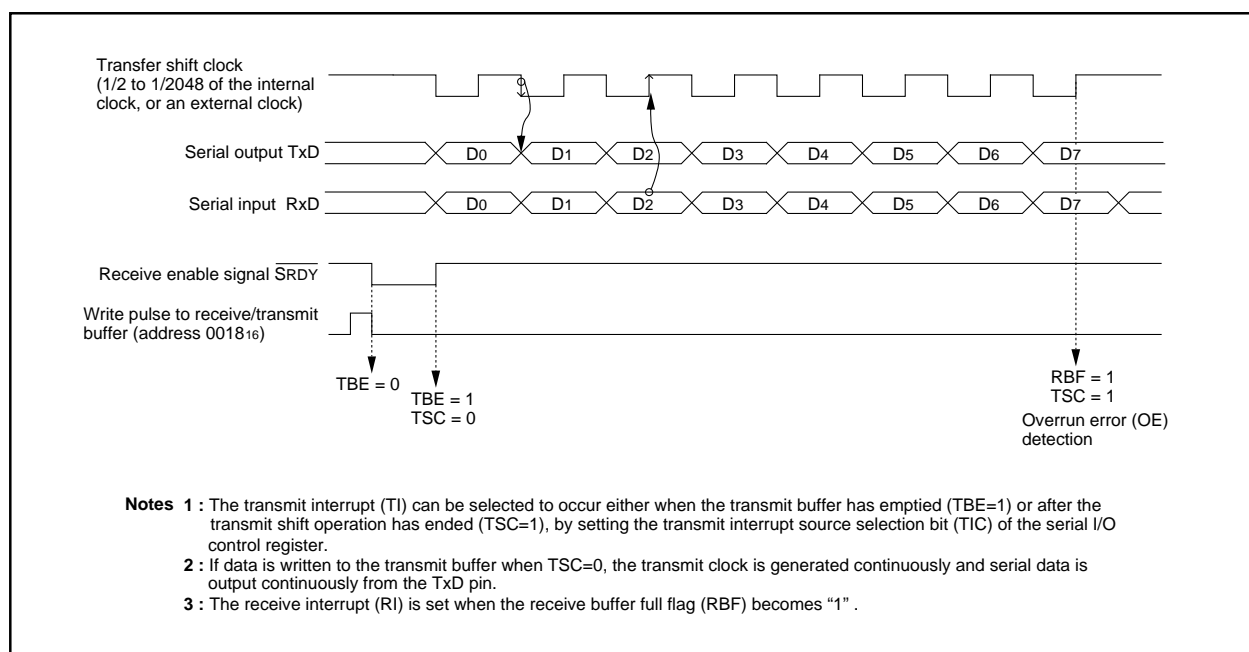 Transfer shift clock
(1/2 to 1/2048 of the internal
clock, or an external clock)
Serial output TxD
D0 D1 D2 D3 D4 D5 D6 D7
Serial input RxD
D0 D1 D2 D3 D4 D5 D6 D7
Receive enable signal S̅R̅D̅Y̅
Write pulse to receive/transmit
buffer (address 001816)
TBE = 0
TBE = 1
TSC = 0
RBF = 1
TSC = 1
Overrun error (OE)
detection
Notes 1 : The transmit interrupt (TI) can be selected to occur either when the transmit buffer has emptied (TBE=1) or after the
transmit shift operation has ended (TSC=1), by setting the transmit interrupt source selection bit (TIC) of the serial I/O
control register.
2 : If data is written to the transmit buffer when TSC=0, the transmit clock is generated continuously and serial data is
output continuously from the TxD pin.
3 : The receive interrupt (RI) is set when the receive buffer full flag (RBF) becomes “1” .